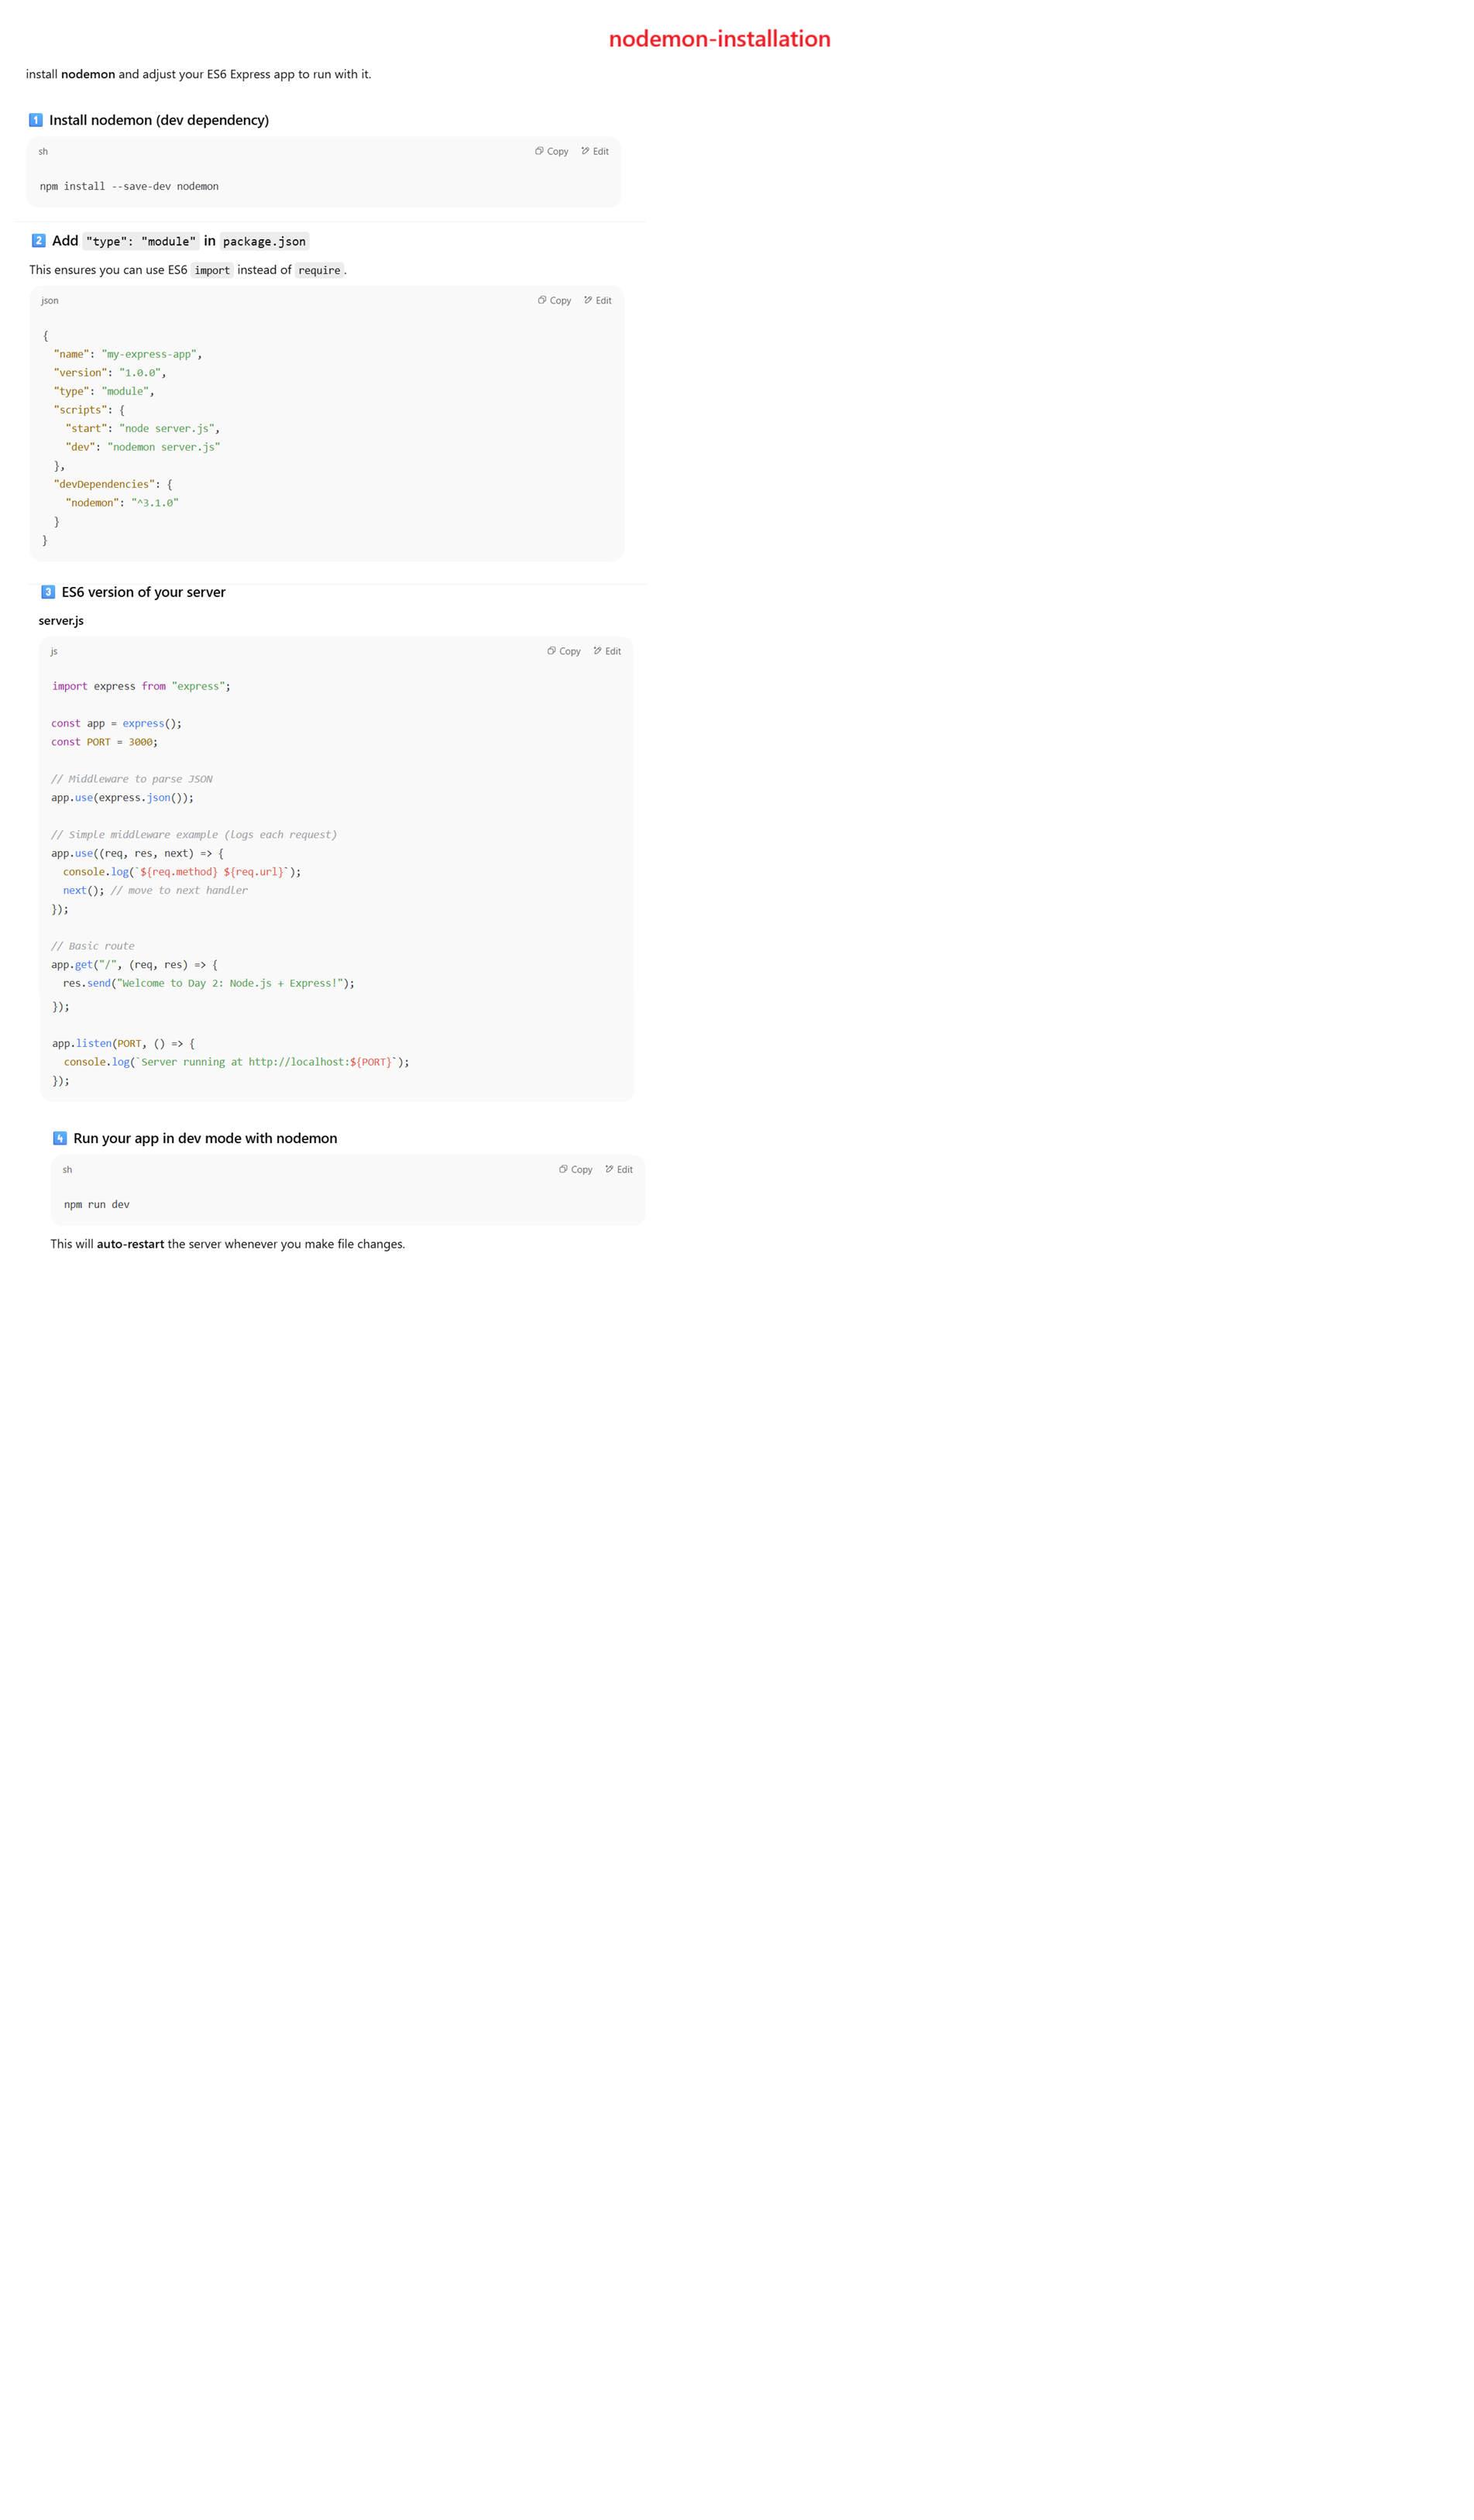 nodemon-installation
install nodemon and adjust your ES6 Express app to run with it.
1 Install nodemon (dev dependency)
sh Copy Edit
npm install --save-dev nodemon
2 Add "type": "module" in package.json
This ensures you can use ES6 import instead of require.
json Copy Edit
{
  "name": "my-express-app",
  "version": "1.0.0",
  "type": "module",
  "scripts": {
    "start": "node server.js",
    "dev": "nodemon server.js"
  },
  "devDependencies": {
    "nodemon": "^3.1.0"
  }
}
3 ES6 version of your server
server.js
js Copy Edit
import express from "express";
const app = express();
const PORT = 3000;
// Middleware to parse JSON
app.use(express.json());
// Simple middleware example (logs each request)
app.use((req, res, next) => {
  console.log(`${req.method} ${req.url}`);
  next(); // move to next handler
});
// Basic route
app.get("/", (req, res) => {
  res.send("Welcome to Day 2: Node.js + Express!");
});
app.listen(PORT, () => {
  console.log(`Server running at http://localhost:${PORT}`);
});
4 Run your app in dev mode with nodemon
sh Copy Edit
npm run dev
This will auto-restart the server whenever you make file changes.